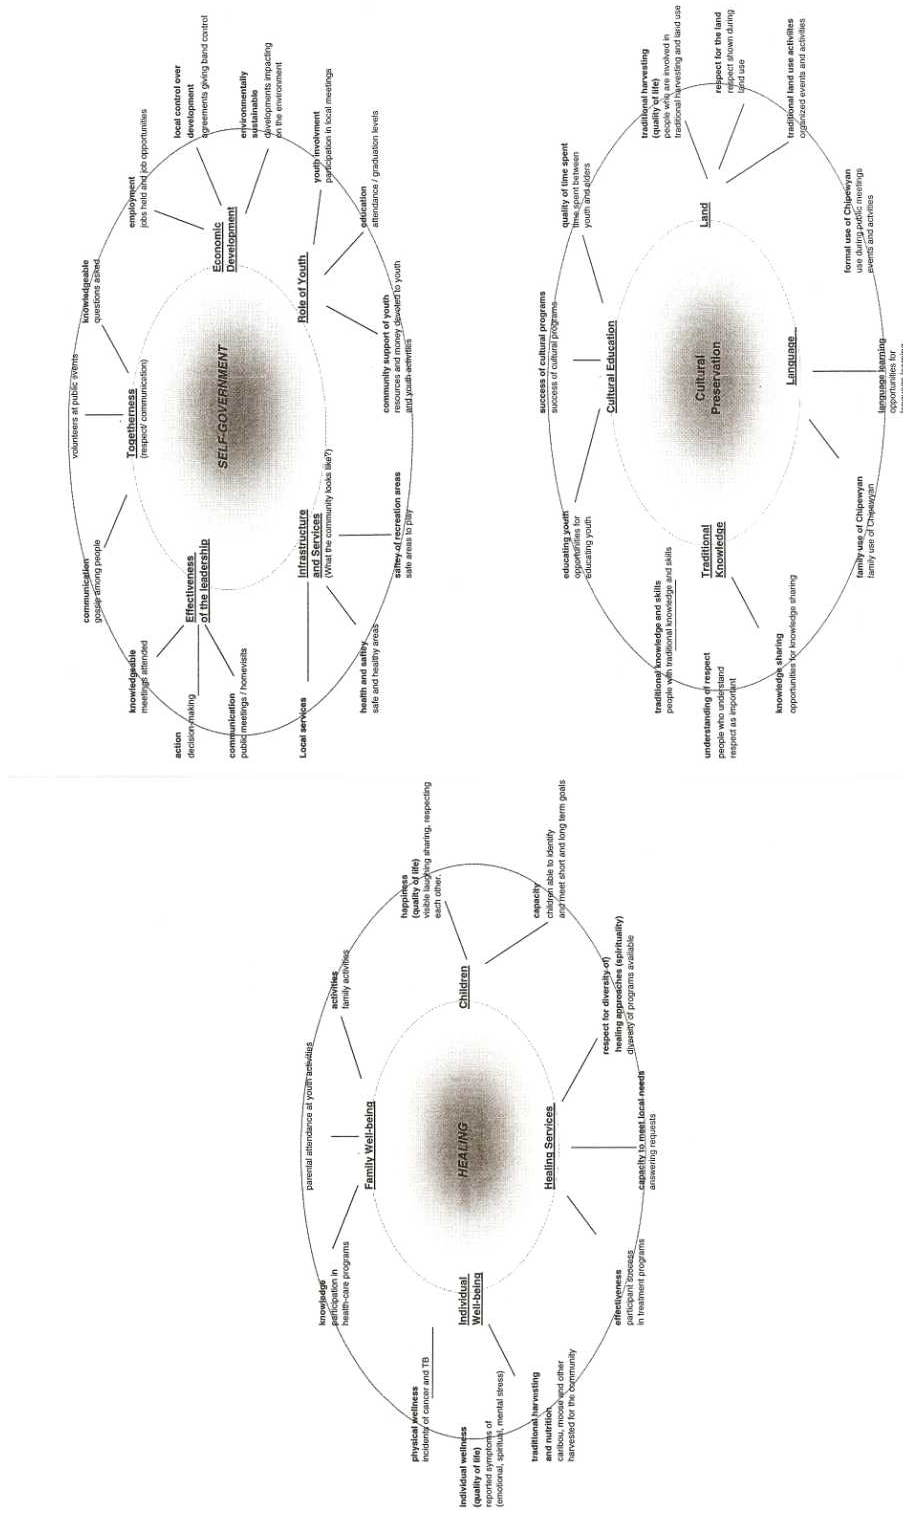 SELF-GOVERNMENT
Togetherness
(respect/ communication)
communication
gossip among people
volunteers at public events
knowledgeable
questions asked
Economic
Development
employment
jobs held and job opportunities
local control over
development
agreements giving band control
environmentally
sustainable
developments impacting
on the environment
Role of Youth
youth involvment
participation in local meetings
education
attendance / graduation levels
community support of youth
resources and money devoted to youth
and youth activities
Infrastructure
and Services
(What the community looks like?)
saftey of recreation areas
safe areas to play
health and saftey
safe and healthy areas
Local services
Effectiveness
of the leadership
knowledgeable
meetings attended
action
decision-making
communication
public meetings / homevisits
Cultural
Preservation
Cultural Education
educating youth
opportunities for
educating youth
success of cultural programs
success of cultural programs
quality of time spent
time spent between
youth and elders
Land
traditional harvesting
(quality of life)
people who are involved in
traditional harvesting and land use
respect for the land
respect shown during
land use
traditional land use activiites
organized events and activities
Language
formal use of Chipewyan
use during public meetings
events and actvities
language learning
opportunities for
language learning
family use of Chipewyan
family use of Chipewyan
Traditional
Knowledge
traditional knowledge and skills
people with traditional knowledge and skills
understanding of respect
people who understand
respect as important
knowledge sharing
opportunities for knowledge sharing
HEALING
Family Well-being
knowledge
participation in
health-care programs
parental attendance at youth activities
activities
family activities
Children
happiness
(quality of life)
visible laughing sharing, respecting
each other.
capacity
children able to identify
and meet short and long term goals
Healing Services
respect for diversity of)
healing approaches (spirituality)
diversity of programs available
capacity to meet local needs
answering requests
effectiveness
participant success
in treatment programs
Individual
Well-being
physical wellness
incidents of cancer and TB
Individual wellness
(quality of life)
reported symptoms of
(emotional, spiritual, mental stress)
traditional harvesting
and nutrition
caribou, moose and other
harvested for the community